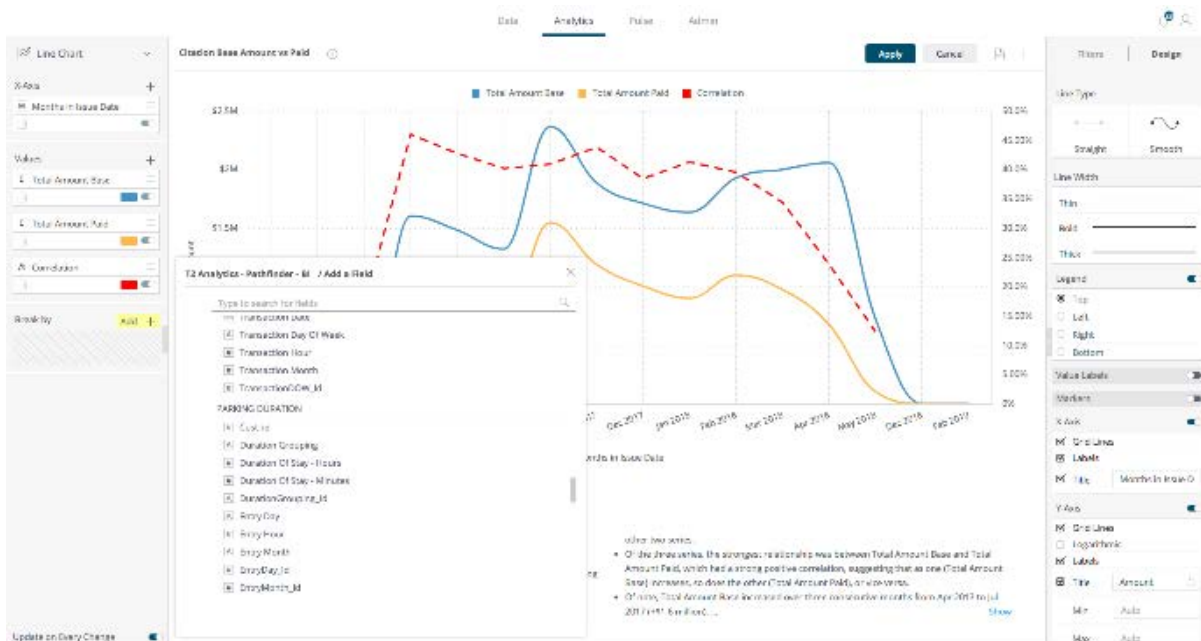 Data Analytics Pulse Admin
Line Chart
Citation Base Amount vs Paid
Apply Cancel
Filters Design
X-Axis
Months in Issue Date
Values
Total Amount Base
Total Amount Paid
Correlation
Break by Add +
Update on Every Change
Total Amount Base Total Amount Paid Correlation
$2.5M
$2M
$1.5M
50.0%
45.00%
40.0%
35.00%
30.0%
25.00%
20.0%
15.00%
10.0%
5.00%
0%
Dec 2017 Jan 2018 Feb 2018 Mar 2018 Apr 2018 May 2018 Dec 2018 Feb 2019
T2 Analytics - Pathfinder - BI / Add a Field
Type to search for fields
Transaction Date
Transaction Day Of Week
Transaction Hour
Transaction Month
TransactionDOW_Id
PARKING DURATION
Duration Grouping
Duration Of Stay - Hours
Duration Of Stay - Minutes
DurationGrouping_Id
Entry Day
Entry Hour
Entry Month
EntryDay_Id
EntryMonth_Id
other two series
• Of the three series, the strongest relationship was between Total Amount Base and Total
Amount Paid, which had a strong positive correlation, suggesting that as one (Total Amount
Base) increases, so does the other (Total Amount Paid), or vice versa.
• Of note, Total Amount Base increased over three consecutive months from Apr 2017 to Jul
Show
Line Type
Straight Smooth
Line Width
Thin
Bold
Thick
Legend
Top
Left
Right
Bottom
Value Labels
Markers
X-Axis
Grid Lines
Labels
Title Months in Issue D
Y-Axis
Grid Lines
Logarithmic
Labels
Title Amount
Min Auto
Max Auto